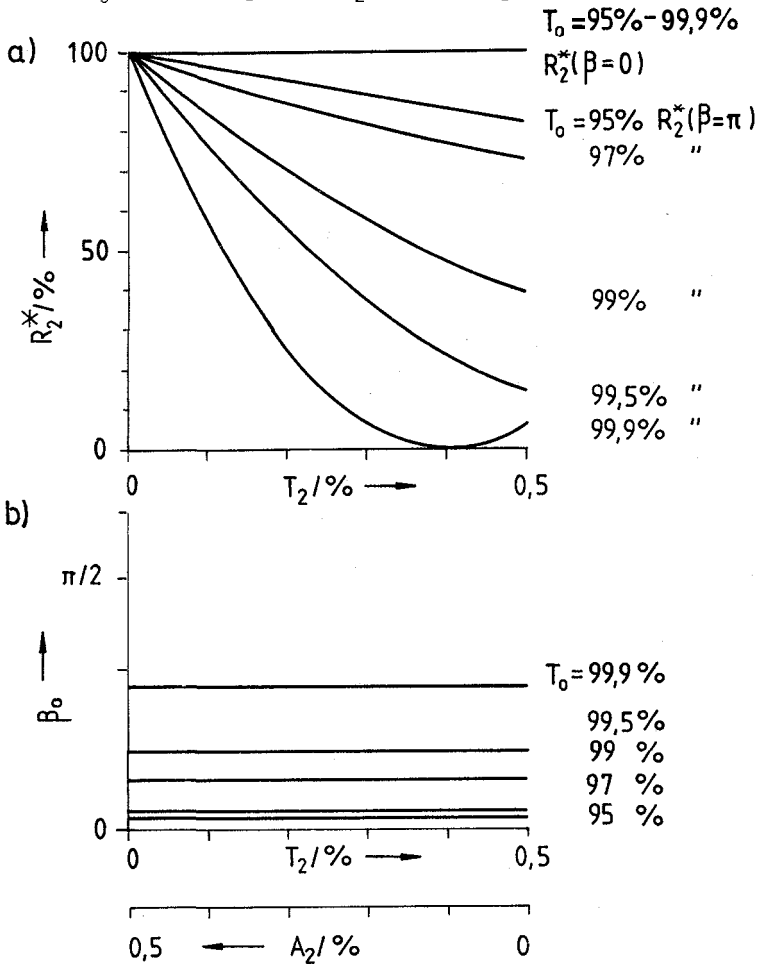 T₀ = 95% - 99,9%
a)
100
R₂*(β=0)
T₀ = 95% R₂*(β=π)
97% "
50
R₂*/% →
99% "
99,5% "
99,9% "
0
0 T₂/% → 0,5
b)
π/2
T₀ = 99,9 %
β₀ →
99,5%
99 %
97 %
95 %
0
0 T₂/% → 0,5
0,5 ← A₂/% 0